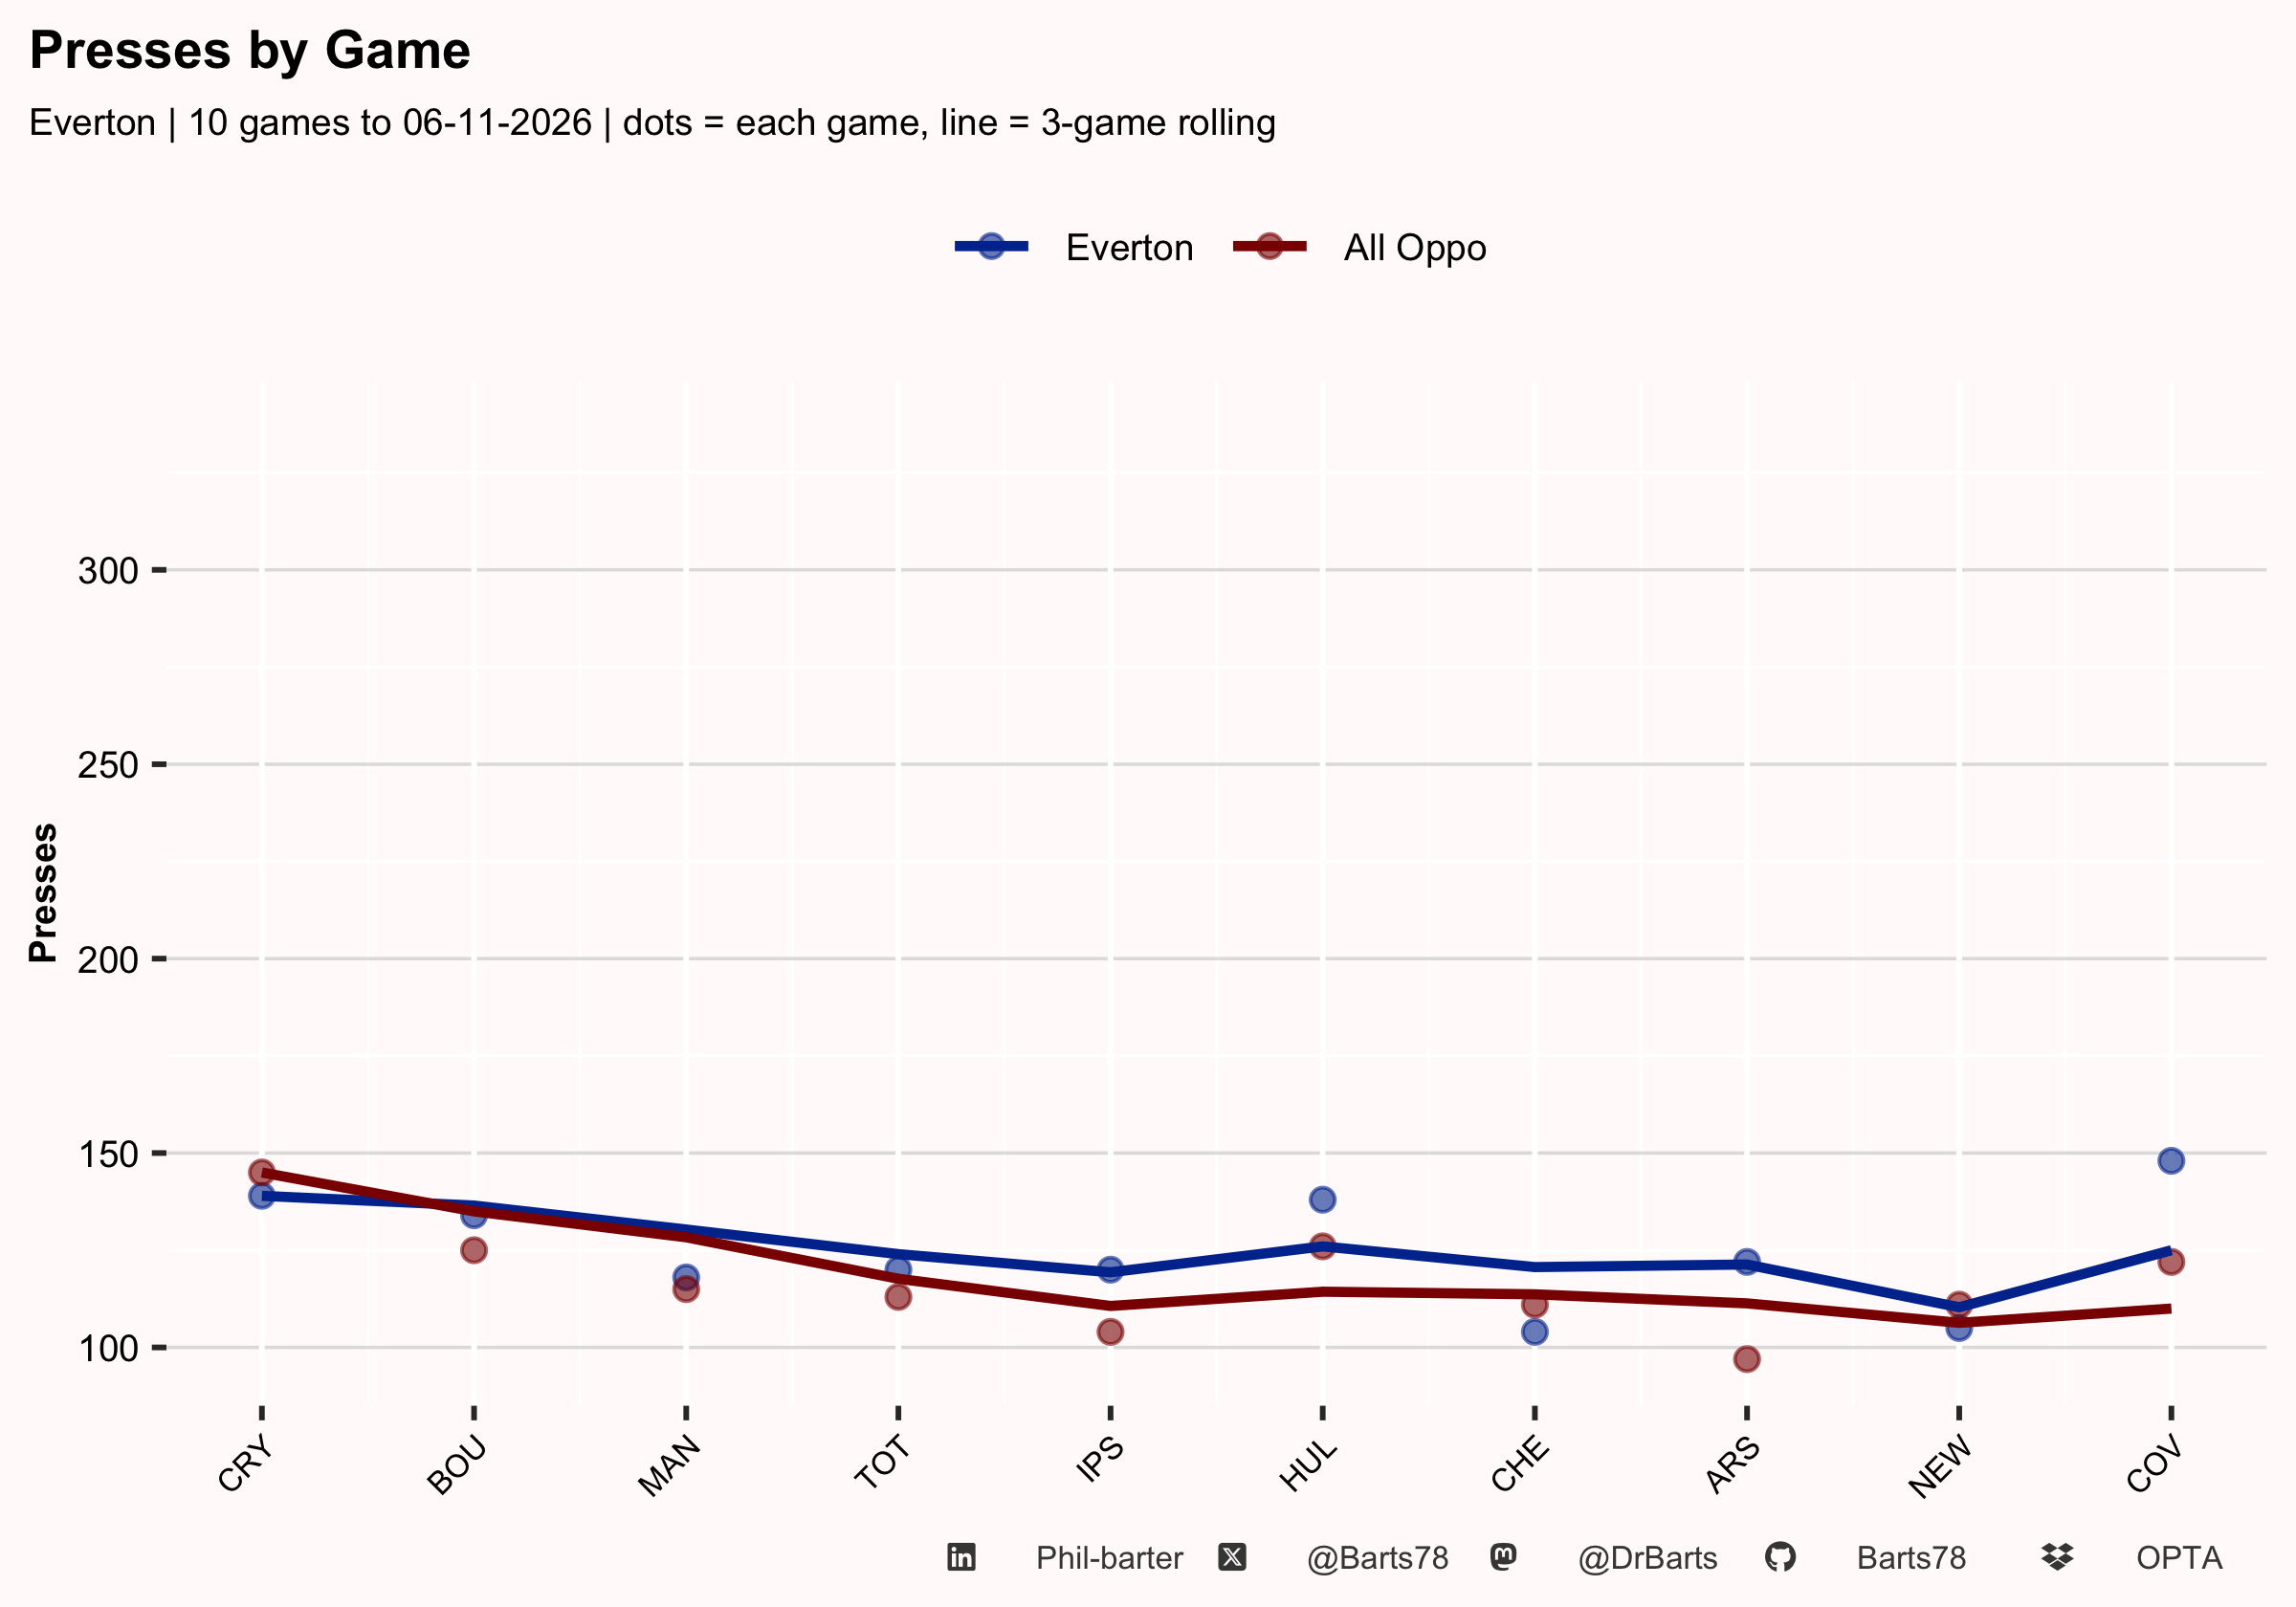 Presses by Game
Everton | 10 games to 06-11-2026 | dots = each game, line = 3-game rolling
Everton All Oppo
Presses
300
250
200
150
100
CRY BOU MAN TOT IPS HUL CHE ARS NEW COV
Phil-barter @Barts78 @DrBarts Barts78 OPTA